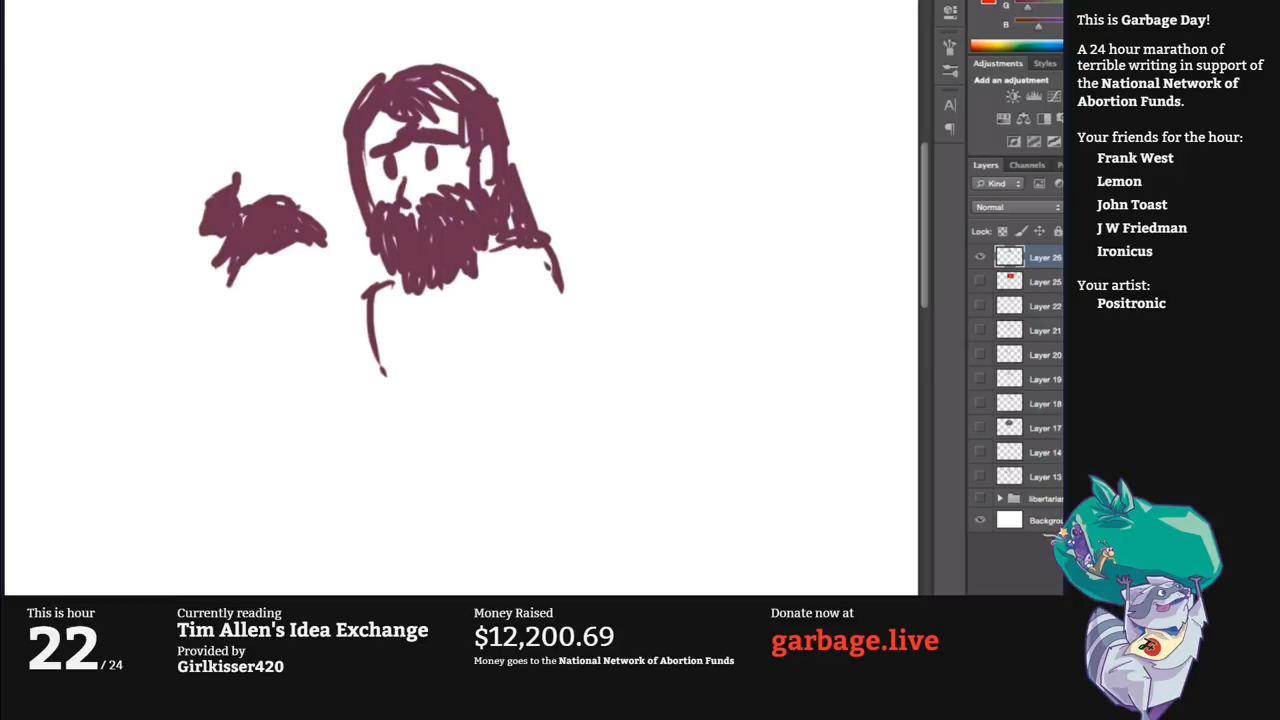 G
B
Adjustments Styles
Add an adjustment
Layers Channels
Kind
Normal
Lock:
Layer 26
Layer 25
Layer 22
Layer 21
Layer 20
Layer 19
Layer 18
Layer 17
Layer 14
Layer 13
libertarian
Backgrou
This is Garbage Day!
A 24 hour marathon of
terrible writing in support of
the National Network of
Abortion Funds.
Your friends for the hour:
Frank West
Lemon
John Toast
J W Friedman
Ironicus
Your artist:
Positronic
This is hour
22 / 24
Currently reading
Tim Allen's Idea Exchange
Provided by
Girlkisser420
Money Raised
$12,200.69
Money goes to the National Network of Abortion Funds
Donate now at
garbage.live